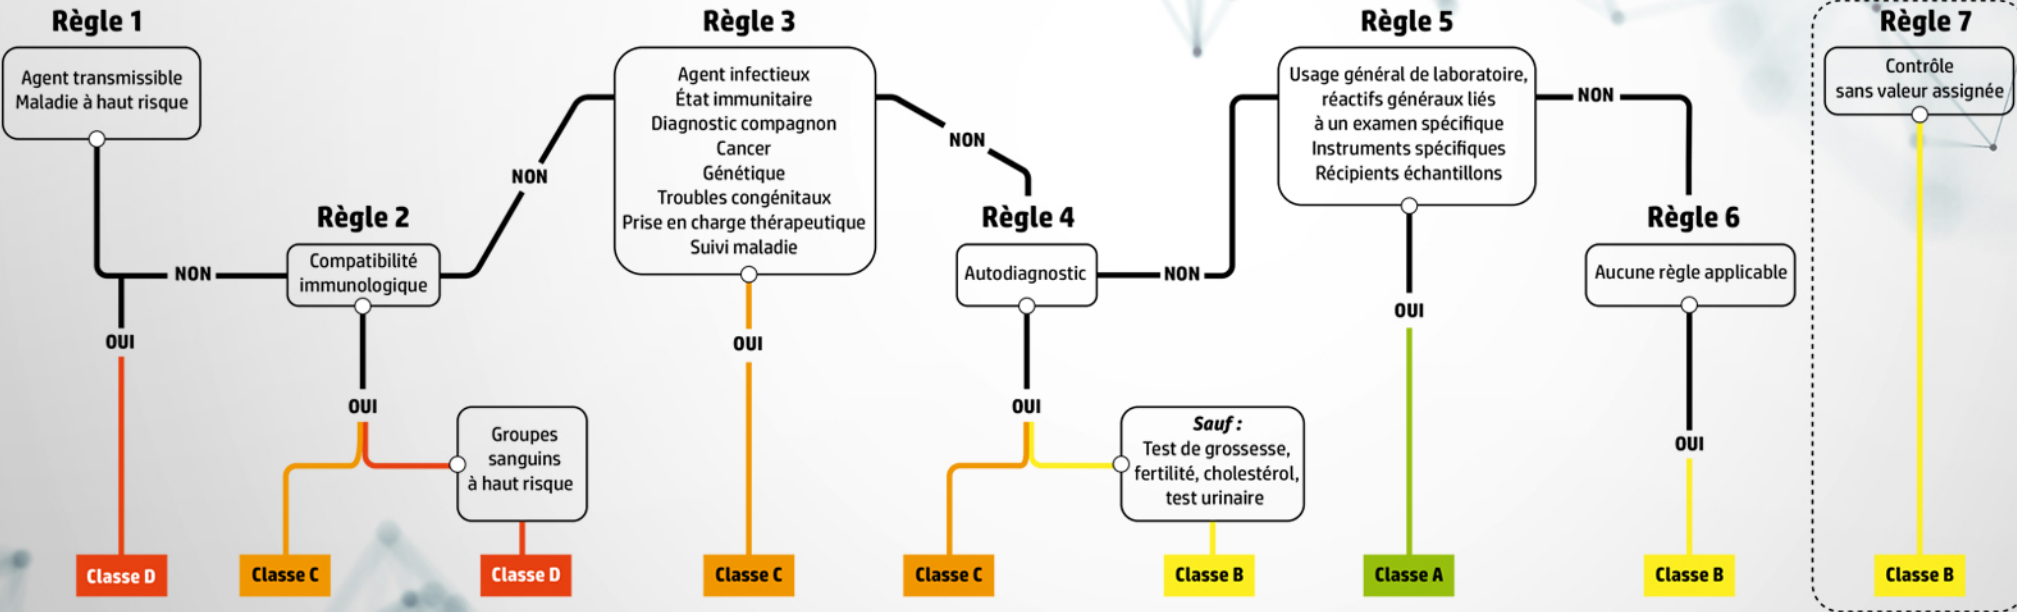 Règle 1
Agent transmissible
Maladie à haut risque
NON
OUI
Classe D
Règle 2
Compatibilité
immunologique
NON
OUI
Groupes
sanguins
à haut risque
Classe C
Classe D
Règle 3
Agent infectieux
État immunitaire
Diagnostic compagnon
Cancer
Génétique
Troubles congénitaux
Prise en charge thérapeutique
Suivi maladie
NON
OUI
Classe C
Règle 4
Autodiagnostic
NON
OUI
Sauf :
Test de grossesse,
fertilité, cholestérol,
test urinaire
Classe C
Classe B
Règle 5
Usage général de laboratoire,
réactifs généraux liés
à un examen spécifique
Instruments spécifiques
Récipients échantillons
NON
OUI
Classe A
Règle 6
Aucune règle applicable
OUI
Classe B
Règle 7
Contrôle
sans valeur assignée
Classe B